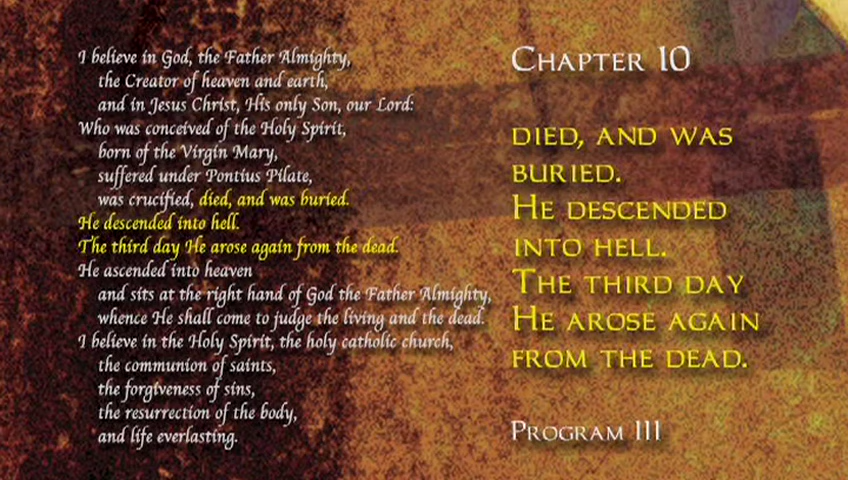 I believe in God, the Father Almighty,
the Creator of heaven and earth,
and in Jesus Christ, His only Son, our Lord:
Who was conceived of the Holy Spirit,
born of the Virgin Mary,
suffered under Pontius Pilate,
was crucified, died, and was buried.
He descended into hell.
The third day He arose again from the dead.
He ascended into heaven
and sits at the right hand of God the Father Almighty,
whence He shall come to judge the living and the dead.
I believe in the Holy Spirit, the holy catholic church,
the communion of saints,
the forgiveness of sins,
the resurrection of the body,
and life everlasting.
Chapter 10
died, and was
buried.
He descended
into hell.
The third day
He arose again
from the dead.
Program III